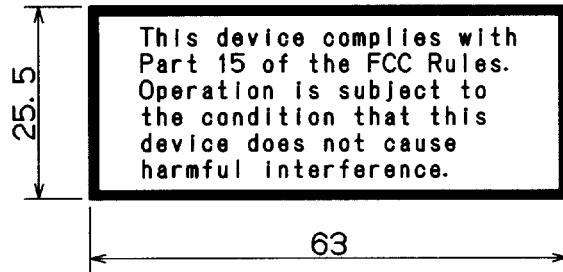 This device complies with
Part 15 of the FCC Rules.
Operation is subject to
the condition that this
device does not cause
harmful interference.
25.5
63